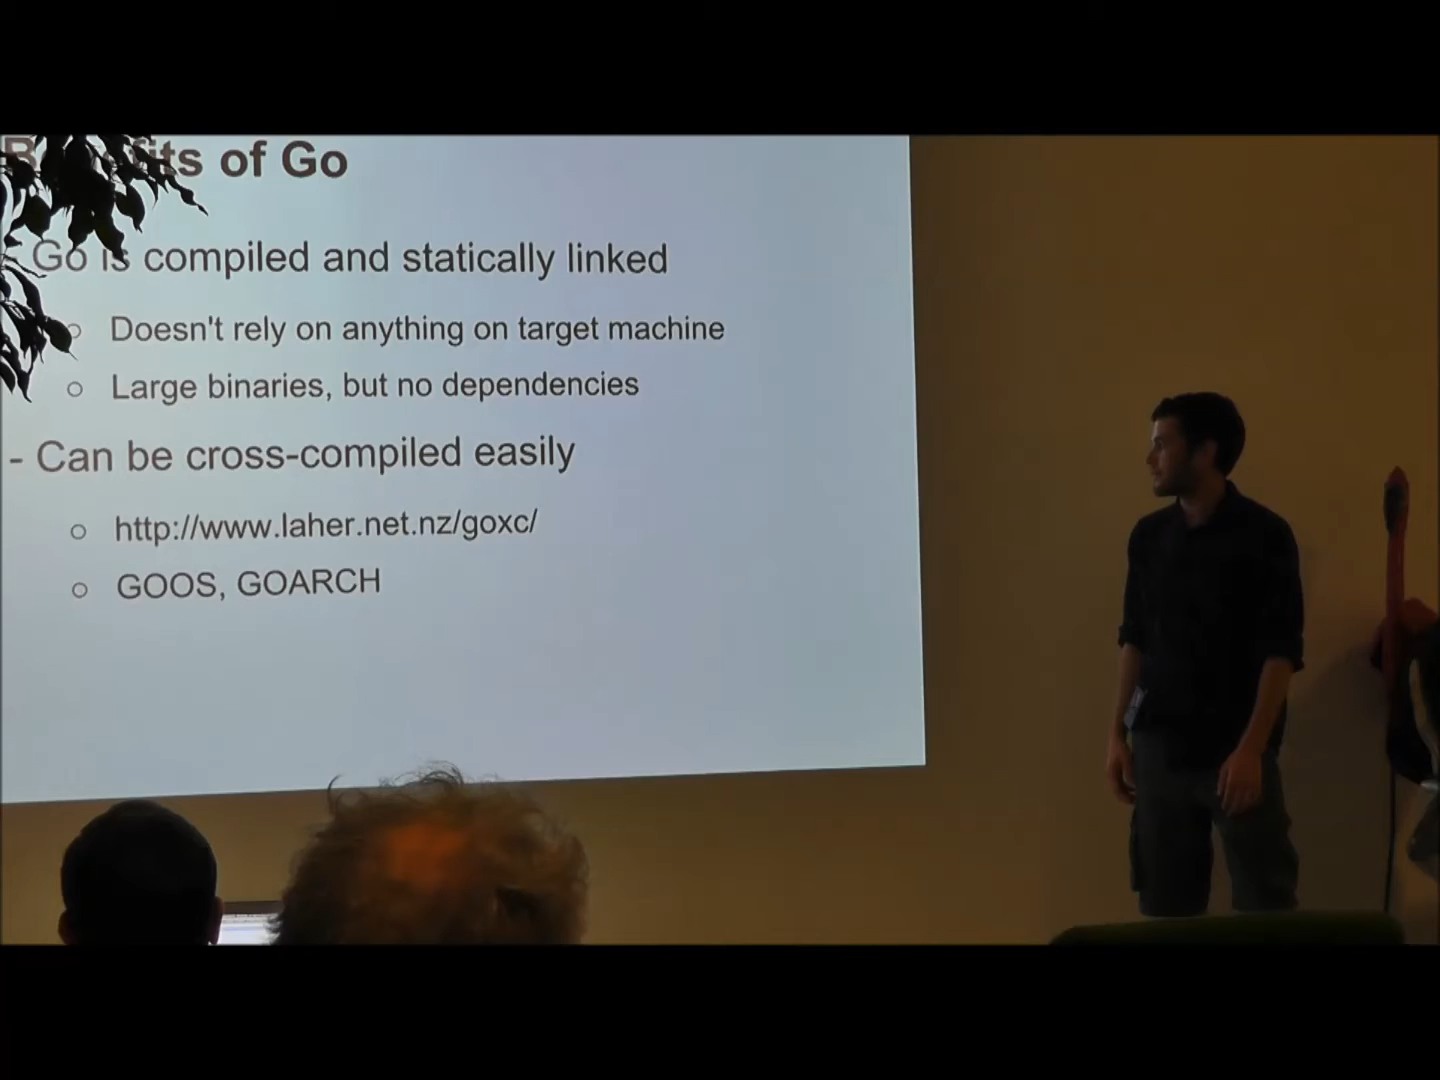 Benefits of Go
- Go is compiled and statically linked
○ Doesn't rely on anything on target machine
○ Large binaries, but no dependencies
- Can be cross-compiled easily
○ http://www.laher.net.nz/goxc/
○ GOOS, GOARCH